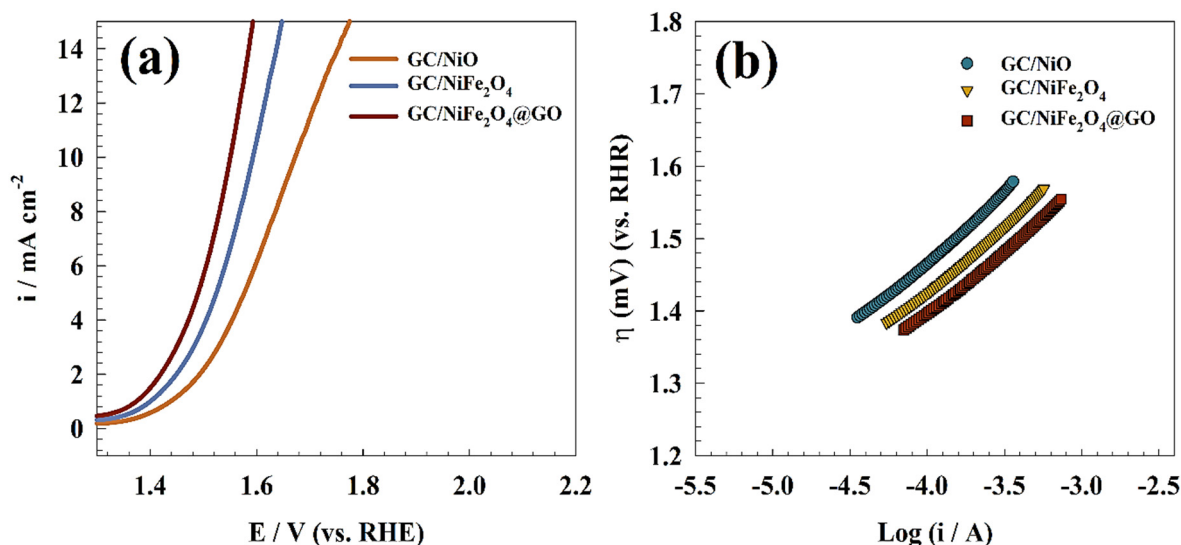 (a)
GC/NiO
GC/NiFe₂O₄
GC/NiFe₂O₄@GO
i / mA cm⁻²
14
12
10
8
6
4
2
0
1.4 1.6 1.8 2.0 2.2
E / V (vs. RHE)
(b)
GC/NiO
GC/NiFe₂O₄
GC/NiFe₂O₄@GO
η (mV) (vs. RHR)
1.8
1.7
1.6
1.5
1.4
1.3
1.2
-5.5 -5.0 -4.5 -4.0 -3.5 -3.0 -2.5
Log (i / A)